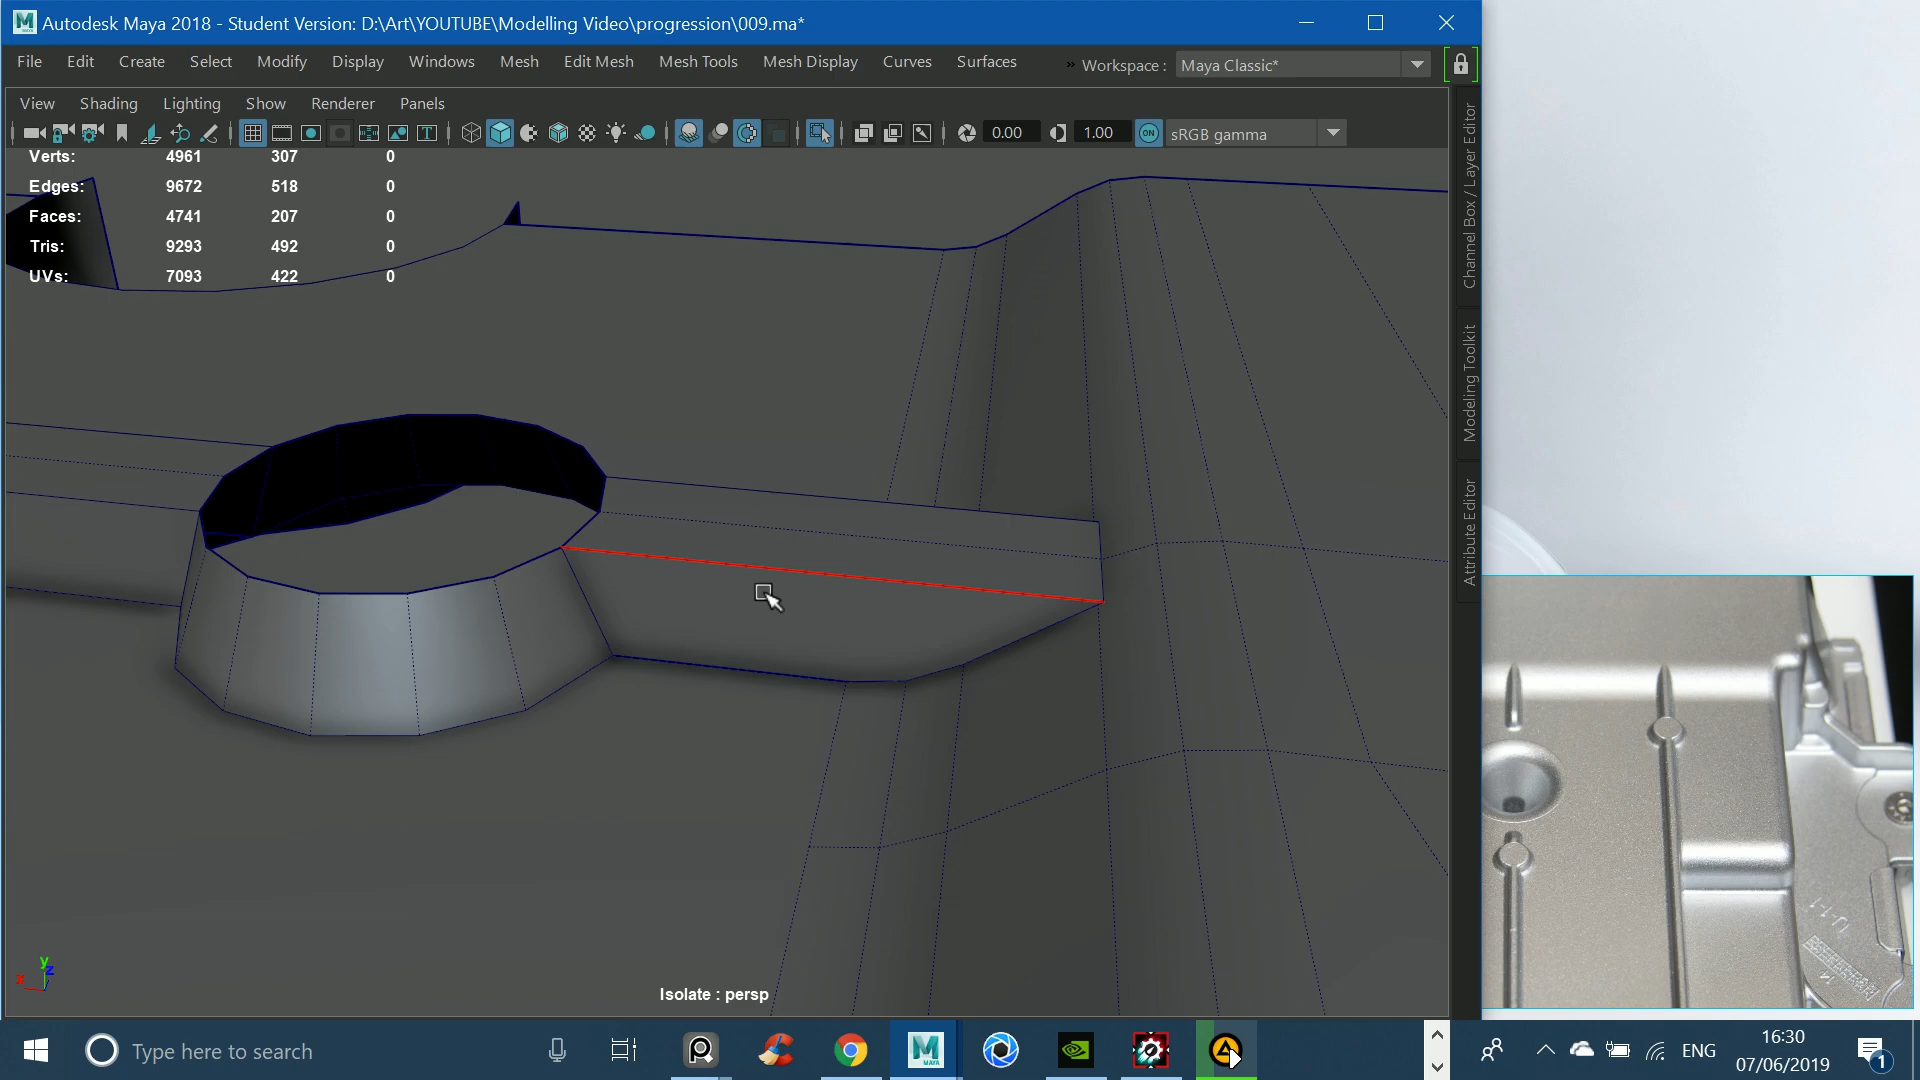 Autodesk Maya 2018 - Student Version: D:\Art\YOUTUBE\Modelling Video\progression\009.ma*
File Edit Create Select Modify Display Windows Mesh Edit Mesh Mesh Tools Mesh Display Curves Surfaces » Workspace : Maya Classic*
View Shading Lighting Show Renderer Panels
0.00 1.00 ON sRGB gamma
Verts: 4961 307 0
Edges: 9672 518 0
Faces: 4741 207 0
Tris: 9293 492 0
UVs: 7093 422 0
Channel Box / Layer Editor
Modeling Toolkit
Attribute Editor
y
z
x
Isolate : persp
Type here to search
MAYA
ENG
16:30
07/06/2019
1